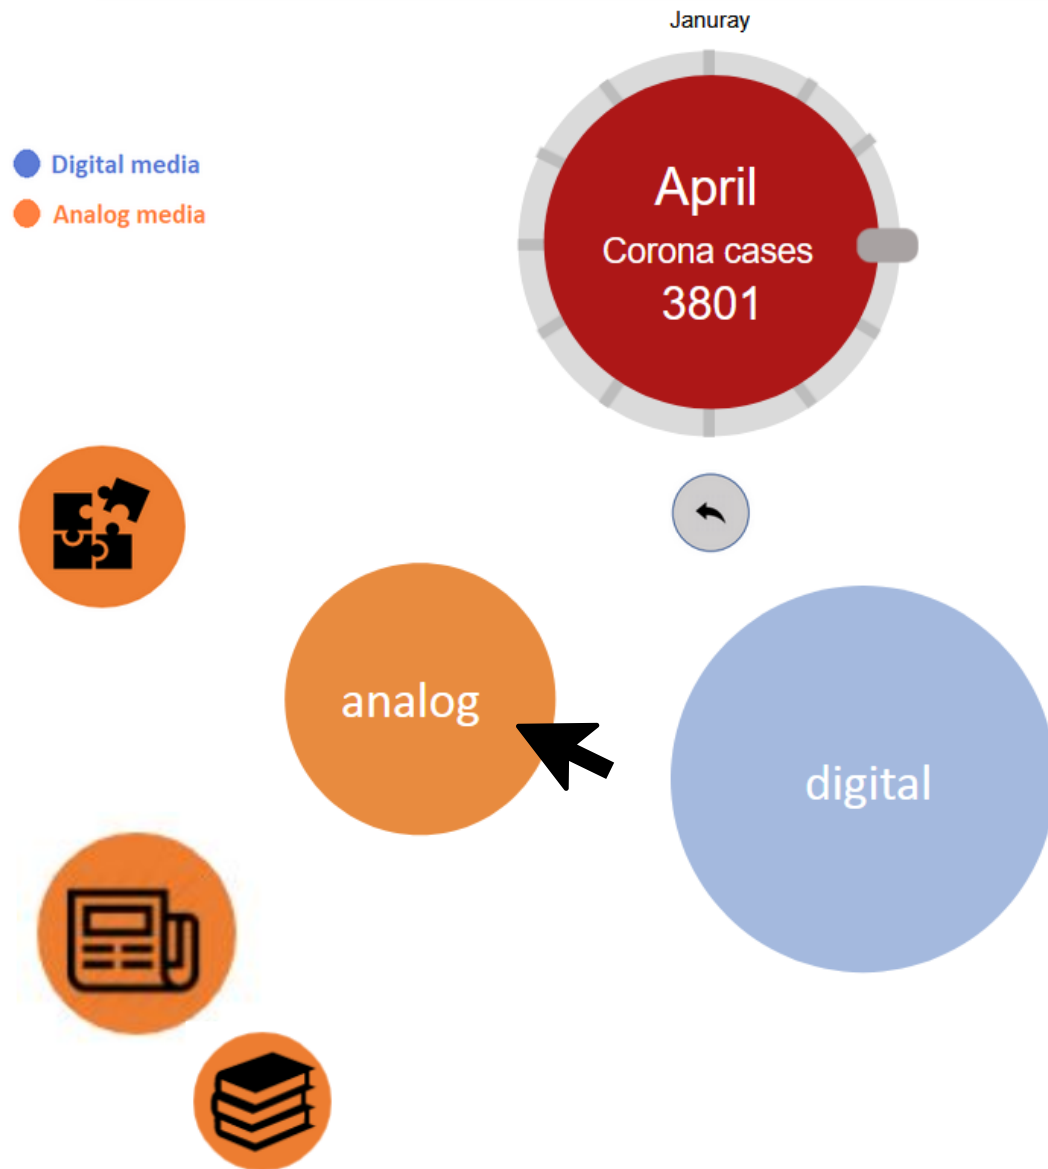 Januray
Digital media
Analog media
April
Corona cases
3801
analog
digital